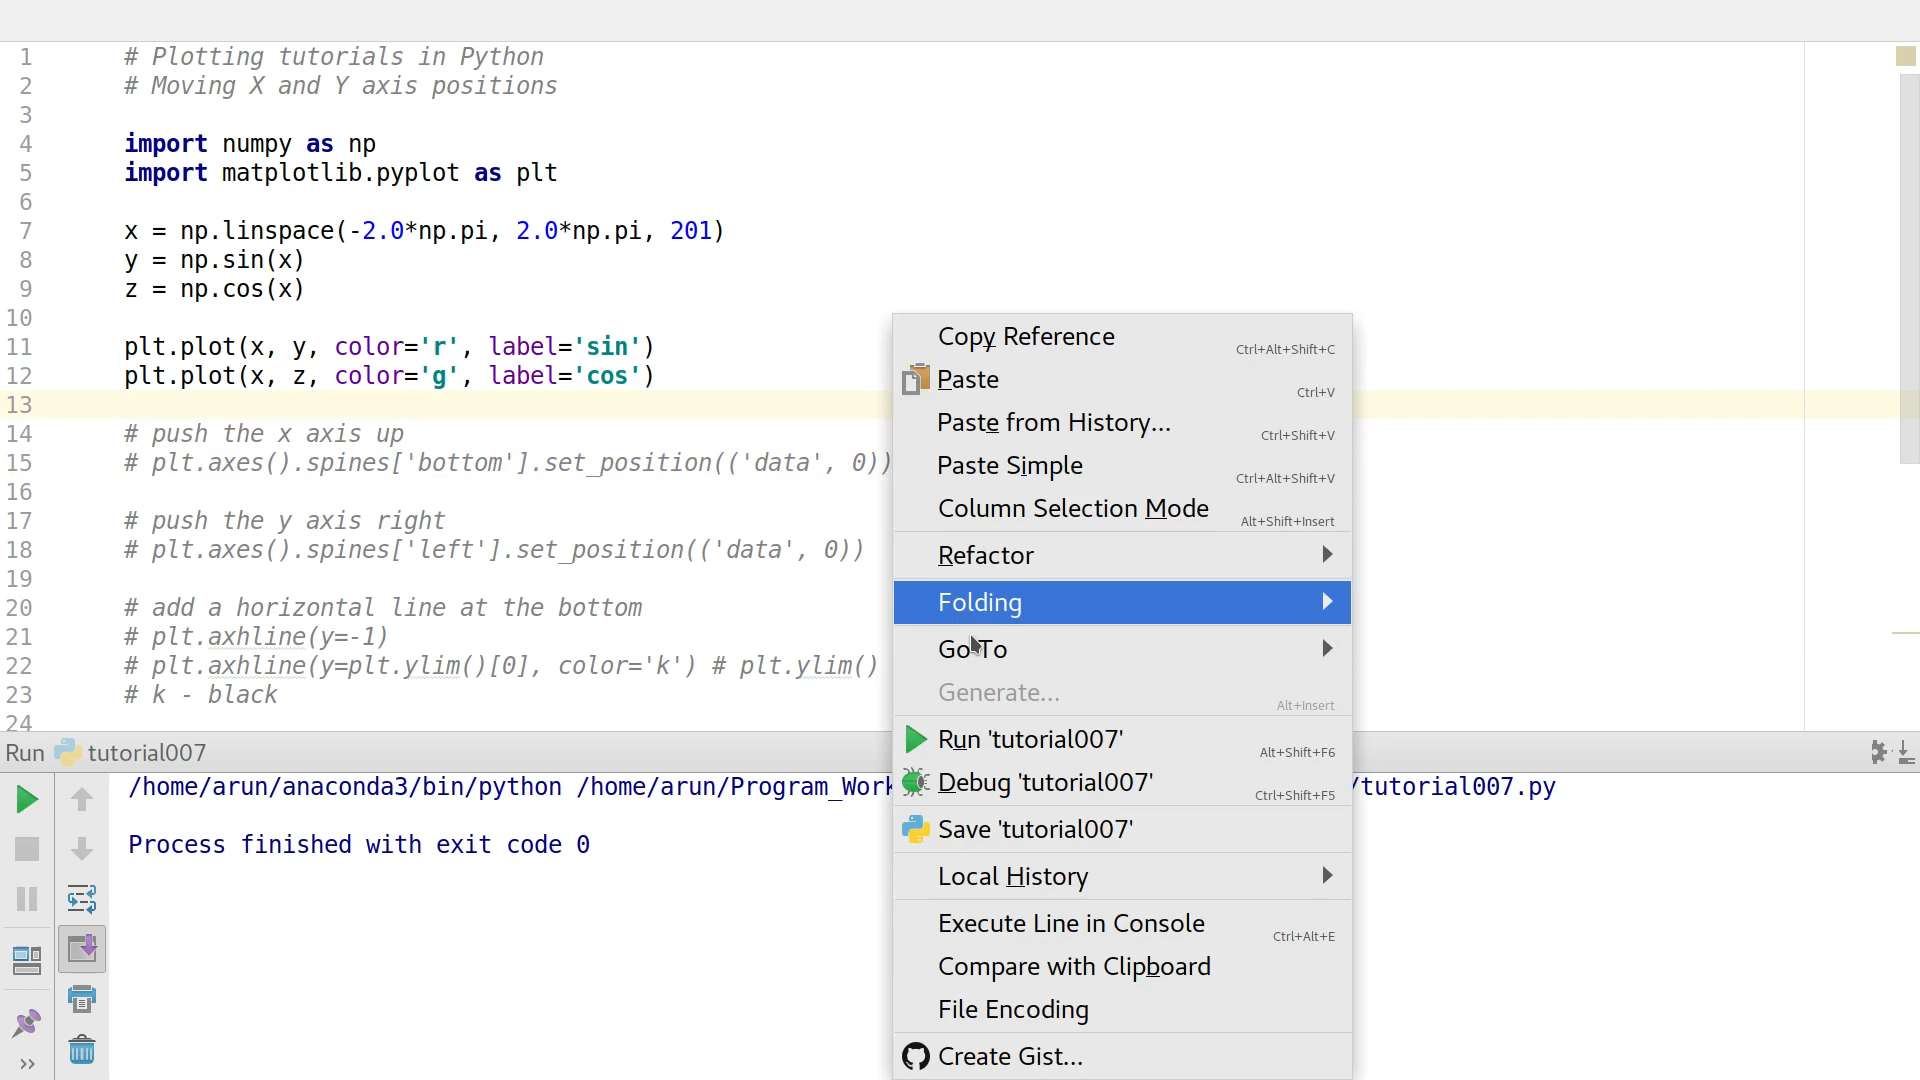 1 # Plotting tutorials in Python
2 # Moving X and Y axis positions
3
4 import numpy as np
5 import matplotlib.pyplot as plt
6
7 x = np.linspace(-2.0*np.pi, 2.0*np.pi, 201)
8 y = np.sin(x)
9 z = np.cos(x)
10
11 plt.plot(x, y, color='r', label='sin')
12 plt.plot(x, z, color='g', label='cos')
13
14 # push the x axis up
15 # plt.axes().spines['bottom'].set_position(('data', 0))
16
17 # push the y axis right
18 # plt.axes().spines['left'].set_position(('data', 0))
19
20 # add a horizontal line at the bottom
21 # plt.axhline(y=-1)
22 # plt.axhline(y=plt.ylim()[0], color='k') # plt.ylim()
23 # k - black
24
Copy Reference Ctrl+Alt+Shift+C
Paste Ctrl+V
Paste from History... Ctrl+Shift+V
Paste Simple Ctrl+Alt+Shift+V
Column Selection Mode Alt+Shift+Insert
Refactor
Folding
Go To
Generate... Alt+Insert
Run 'tutorial007' Alt+Shift+F6
Debug 'tutorial007' Ctrl+Shift+F5
Save 'tutorial007'
Local History
Execute Line in Console Ctrl+Alt+E
Compare with Clipboard
File Encoding
Create Gist...
Run tutorial007
/home/arun/anaconda3/bin/python /home/arun/Program_Work /tutorial007.py
Process finished with exit code 0